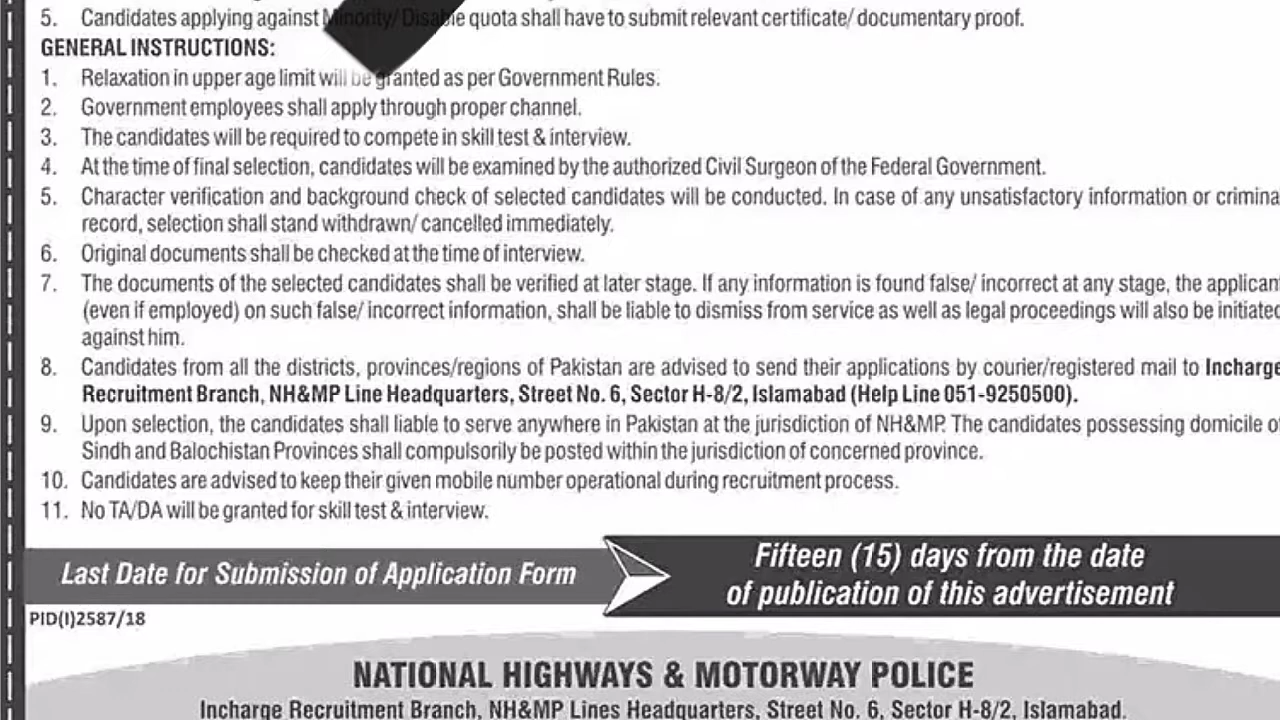 5. Candidates applying against Minority/ Disable quota shall have to submit relevant certificate/ documentary proof.
GENERAL INSTRUCTIONS:
1. Relaxation in upper age limit will be granted as per Government Rules.
2. Government employees shall apply through proper channel.
3. The candidates will be required to compete in skill test & interview.
4. At the time of final selection, candidates will be examined by the authorized Civil Surgeon of the Federal Government.
5. Character verification and background check of selected candidates will be conducted. In case of any unsatisfactory information or crimina
record, selection shall stand withdrawn/ cancelled immediately.
6. Original documents shall be checked at the time of interview.
7. The documents of the selected candidates shall be verified at later stage. If any information is found false/ incorrect at any stage, the applican
(even if employed) on such false/ incorrect information, shall be liable to dismiss from service as well as legal proceedings will also be initiated
against him.
8. Candidates from all the districts, provinces/regions of Pakistan are advised to send their applications by courier/registered mail to Incharge
Recruitment Branch, NH&MP Line Headquarters, Street No. 6, Sector H-8/2, Islamabad (Help Line 051-9250500).
9. Upon selection, the candidates shall liable to serve anywhere in Pakistan at the jurisdiction of NH&MP. The candidates possessing domicile of
Sindh and Balochistan Provinces shall compulsorily be posted within the jurisdiction of concerned province.
10. Candidates are advised to keep their given mobile number operational during recruitment process.
11. No TA/DA will be granted for skill test & interview.
Last Date for Submission of Application Form
Fifteen (15) days from the date
of publication of this advertisement
PID(I)2587/18
NATIONAL HIGHWAYS & MOTORWAY POLICE
Incharge Recruitment Branch, NH&MP Lines Headquarters, Street No. 6, Sector H-8/2, Islamabad.